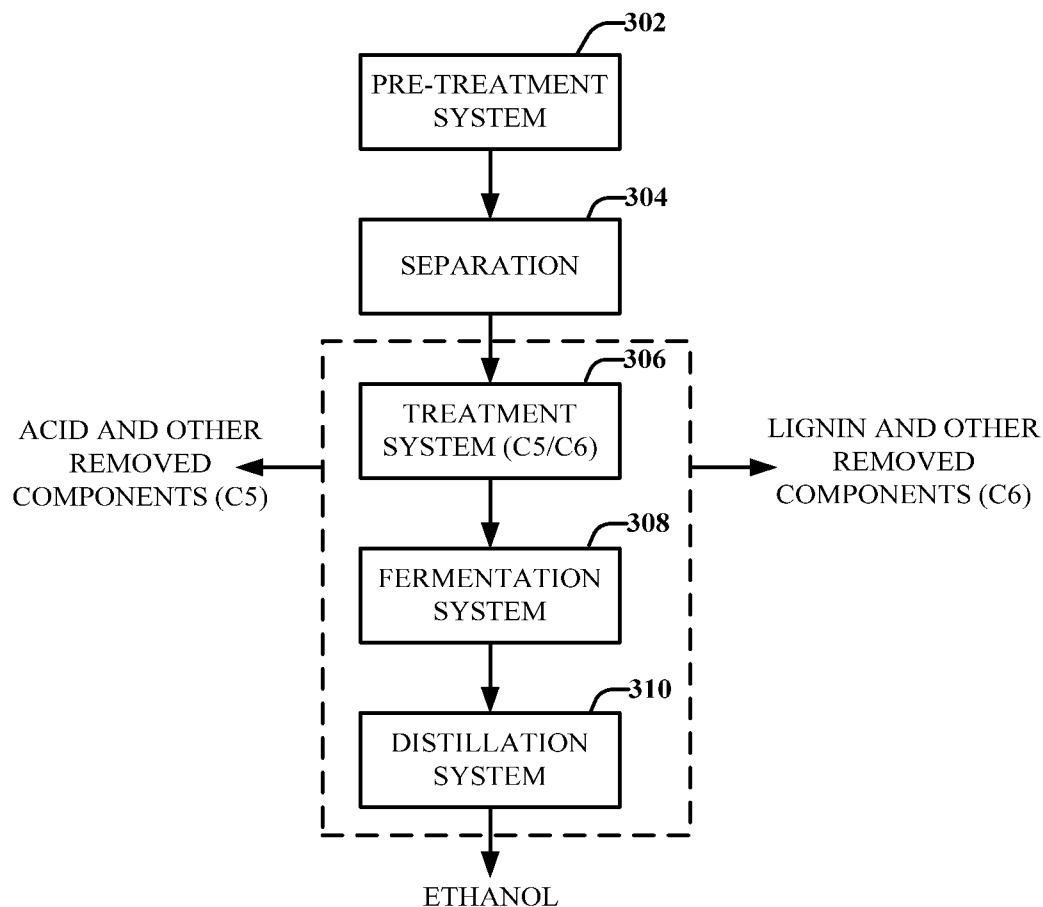 302
PRE-TREATMENT
SYSTEM
304
SEPARATION
306
TREATMENT
SYSTEM (C5/C6)
ACID AND OTHER
REMOVED
COMPONENTS (C5)
LIGNIN AND OTHER
REMOVED
COMPONENTS (C6)
308
FERMENTATION
SYSTEM
310
DISTILLATION
SYSTEM
ETHANOL